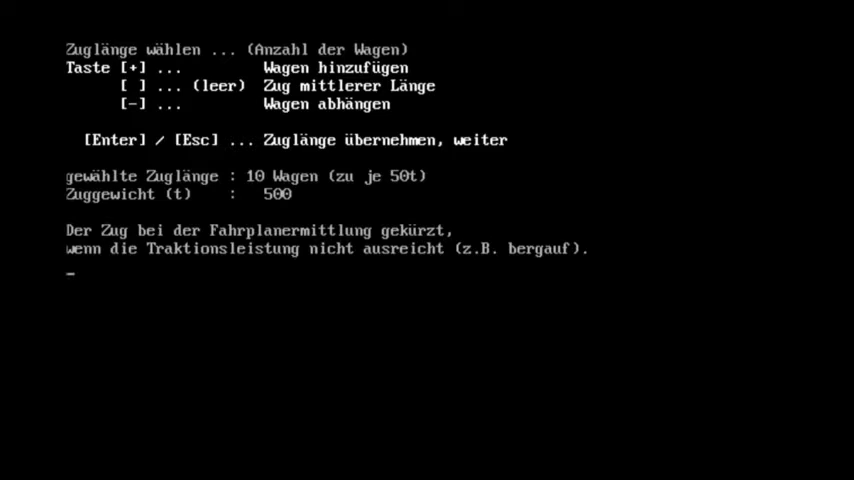 Zuglänge wählen ... (Anzahl der Wagen)
Taste [+] ... Wagen hinzufügen
[ ] ... (leer) Zug mittlerer Länge
[-] ... Wagen abhängen
[Enter] / [Esc] ... Zuglänge übernehmen, weiter
gewählte Zuglänge : 10 Wagen (zu je 50t)
Zuggewicht (t) : 500
Der Zug bei der Fahrplanermittlung gekürzt,
wenn die Traktionsleistung nicht ausreicht (z.B. bergauf).